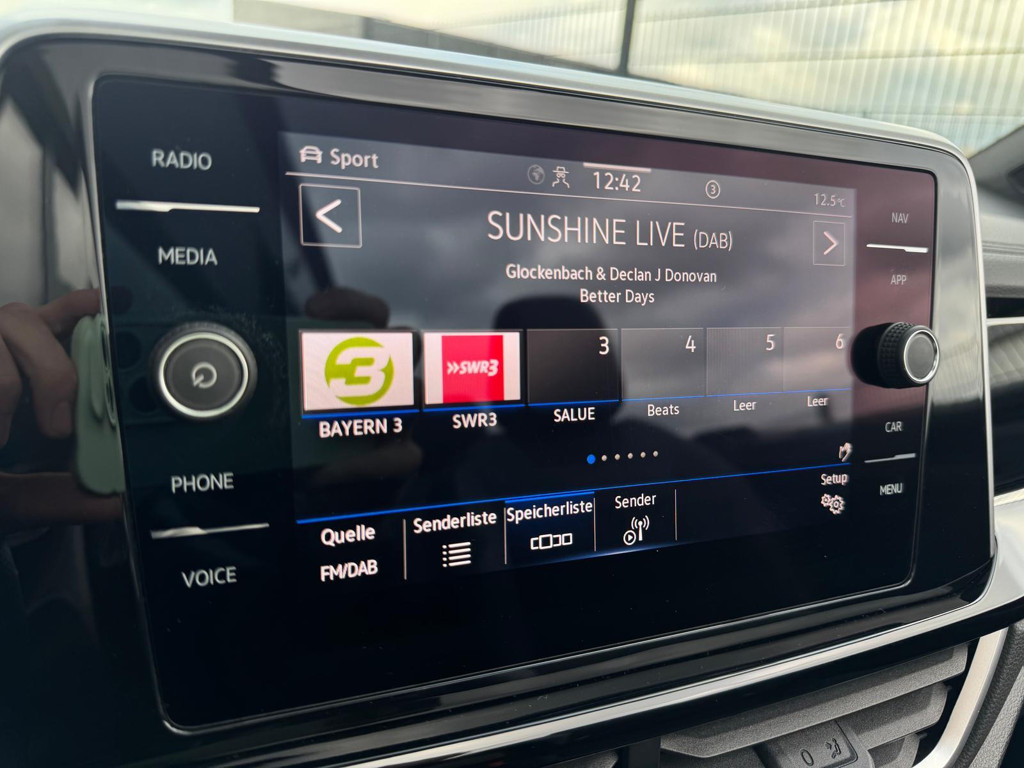 RADIO
MEDIA
PHONE
VOICE
Sport
12:42
3
12.5°C
SUNSHINE LIVE (DAB)
Glockenbach & Declan J Donovan
Better Days
3
»SWR3
3
4
5
6
BAYERN 3
SWR3
SALUE
Beats
Leer
Leer
Quelle
FM/DAB
Senderliste
Speicherliste
Sender
Setup
NAV
APP
CAR
MENU
0